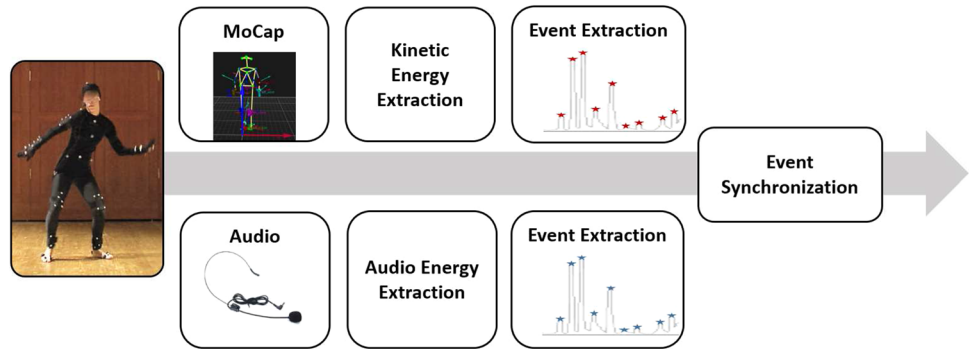 MoCap
Kinetic
Energy
Extraction
Event Extraction
Event
Synchronization
Audio
Audio Energy
Extraction
Event Extraction